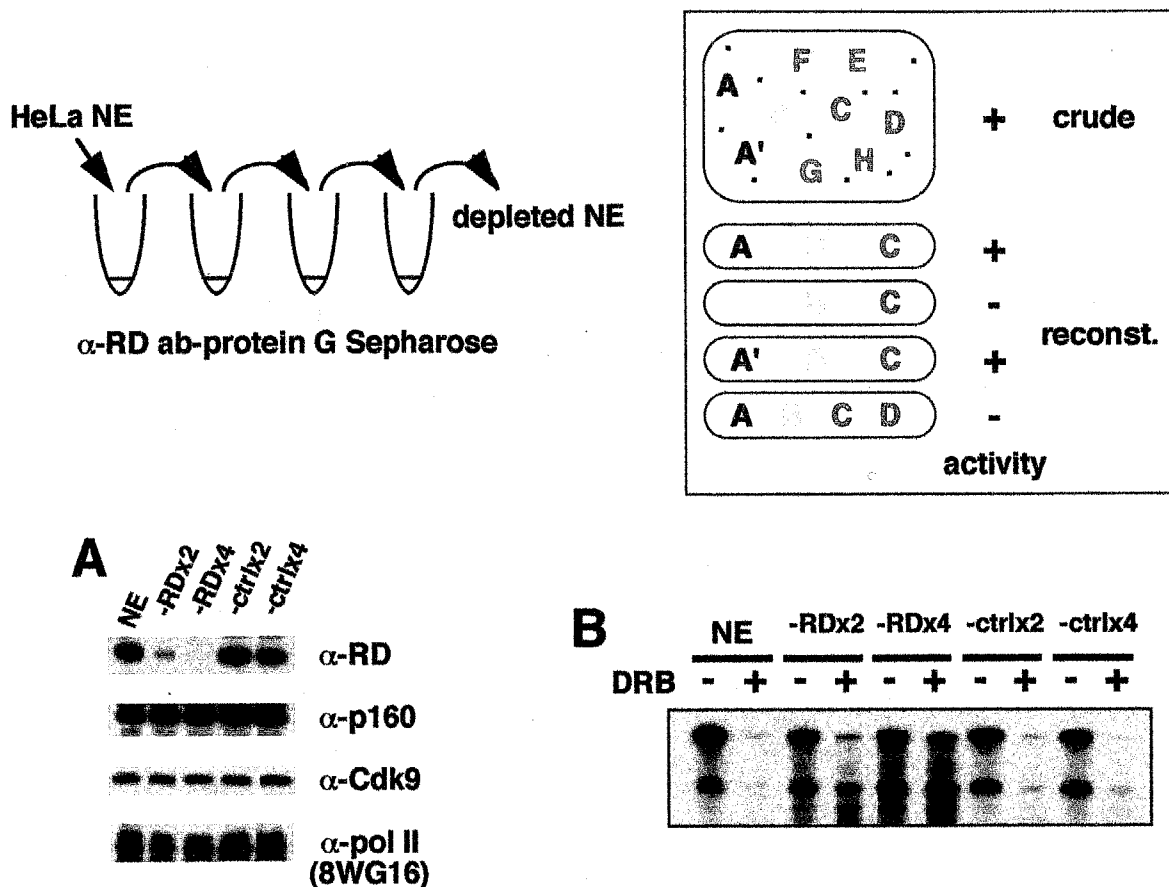 HeLa NE
depleted NE
α-RD ab-protein G Sepharose
F E
A
C
D
A'
G H
+ crude
A C +
C -
reconst.
A' C +
A C D -
activity
A
NE -RDx2 -RDx4 -ctrlx2 -ctrlx4
α-RD
α-p160
α-Cdk9
α-pol II
(8WG16)
B
NE -RDx2 -RDx4 -ctrlx2 -ctrlx4
DRB - + - + - + - + - +